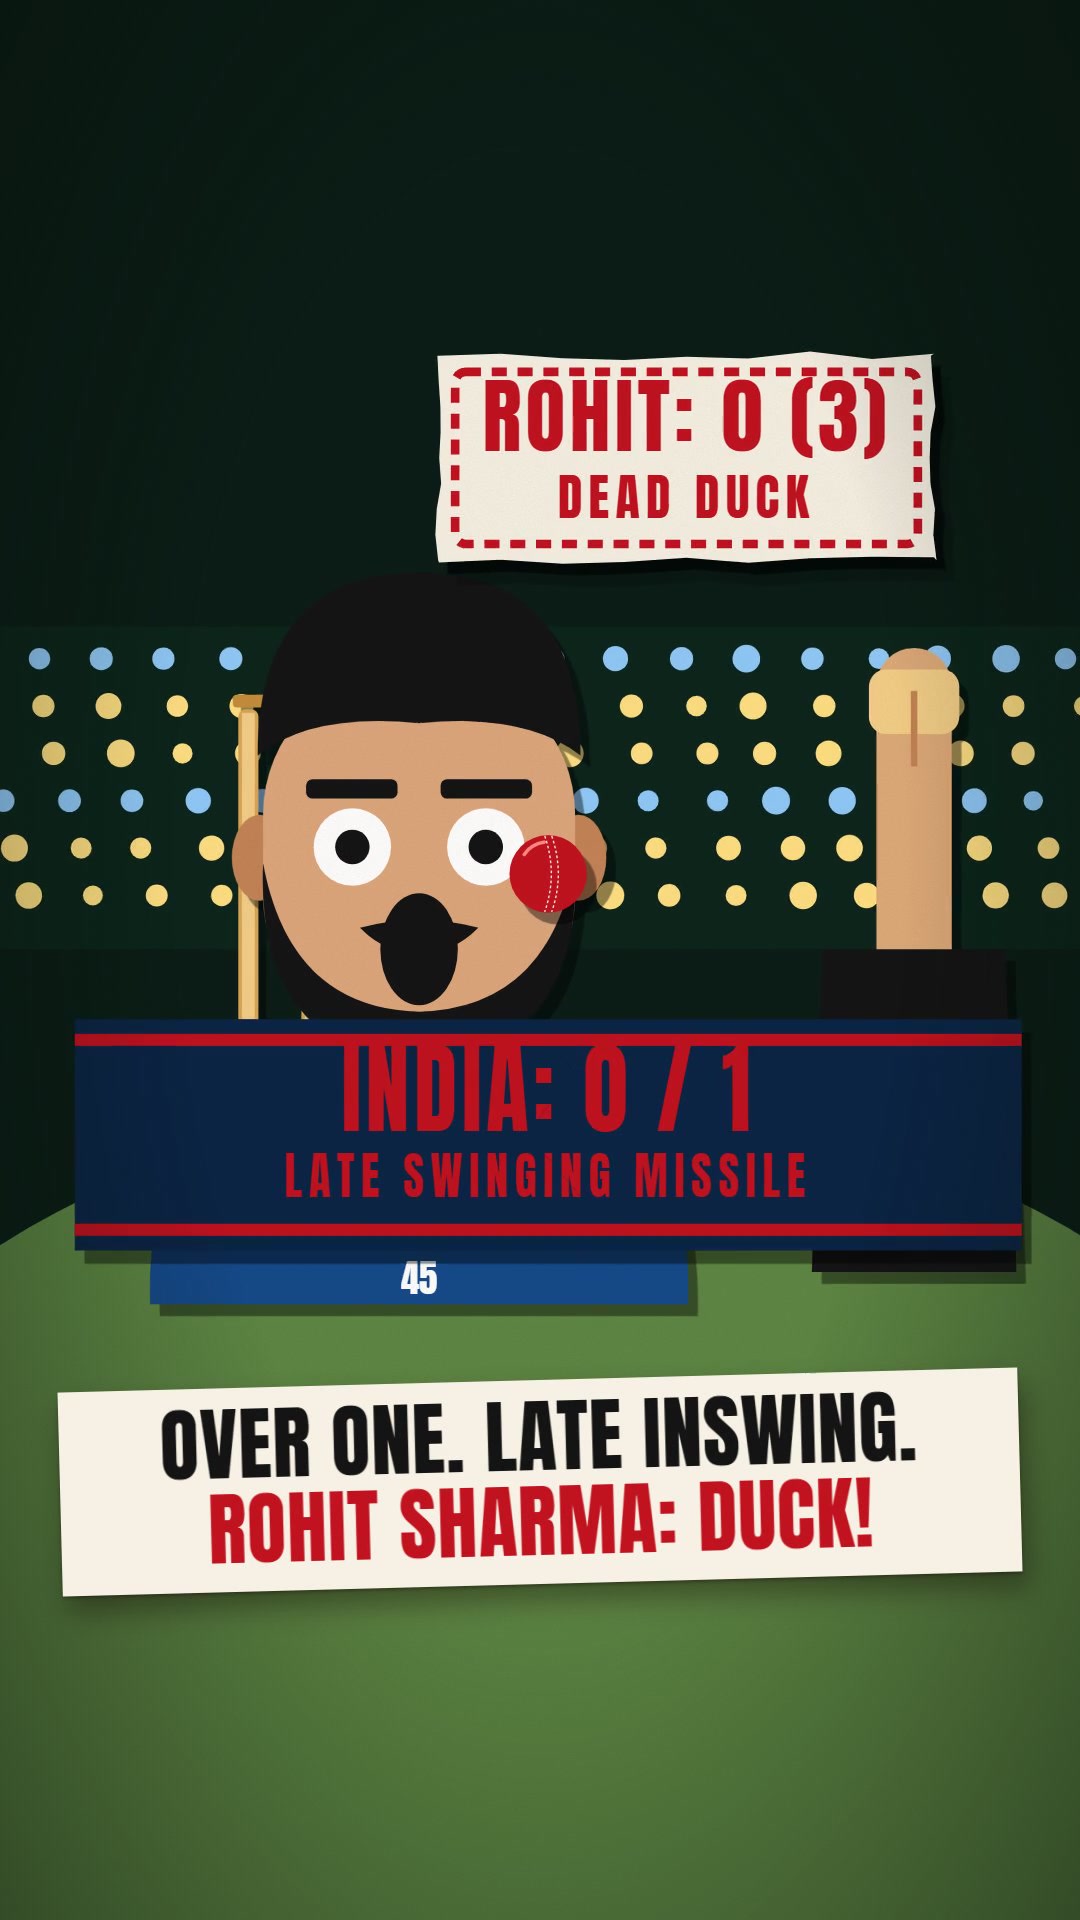 ROHIT: 0 (3)
DEAD DUCK
INDIA: 0 / 1
LATE SWINGING MISSILE
45
OVER ONE. LATE INSWING.
ROHIT SHARMA: DUCK!